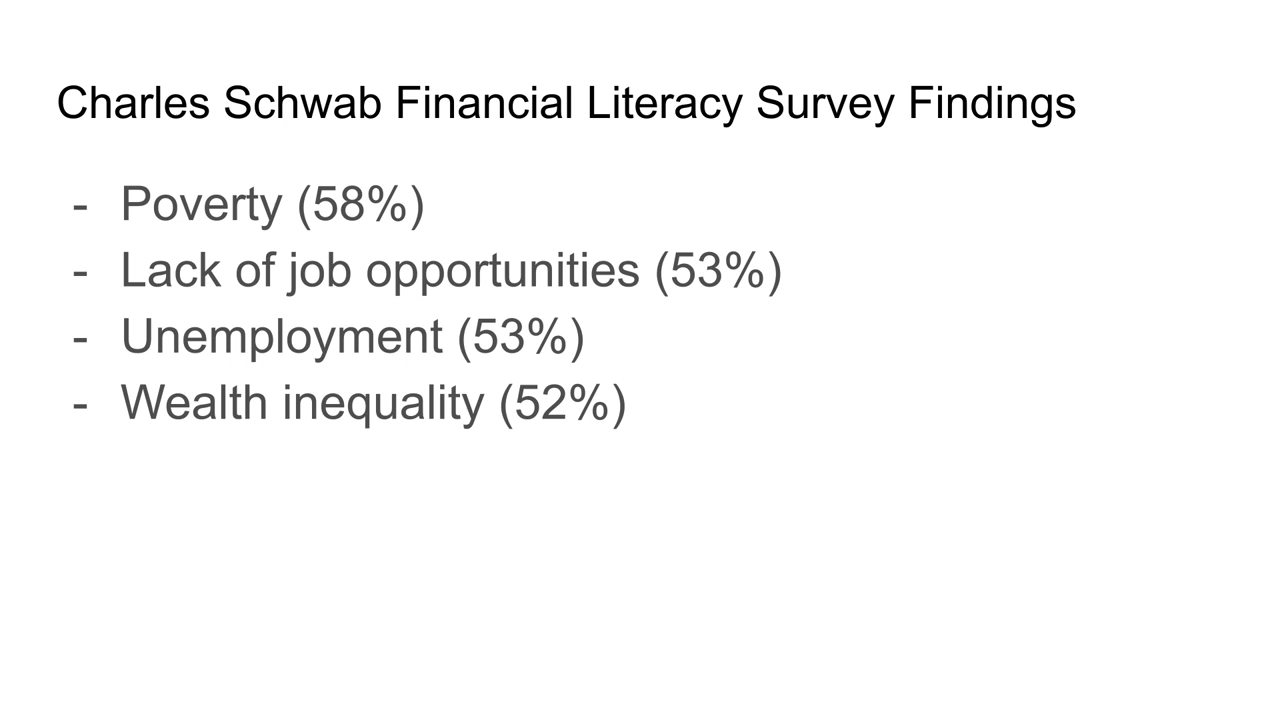 Charles Schwab Financial Literacy Survey Findings
- Poverty (58%)
- Lack of job opportunities (53%)
- Unemployment (53%)
- Wealth inequality (52%)